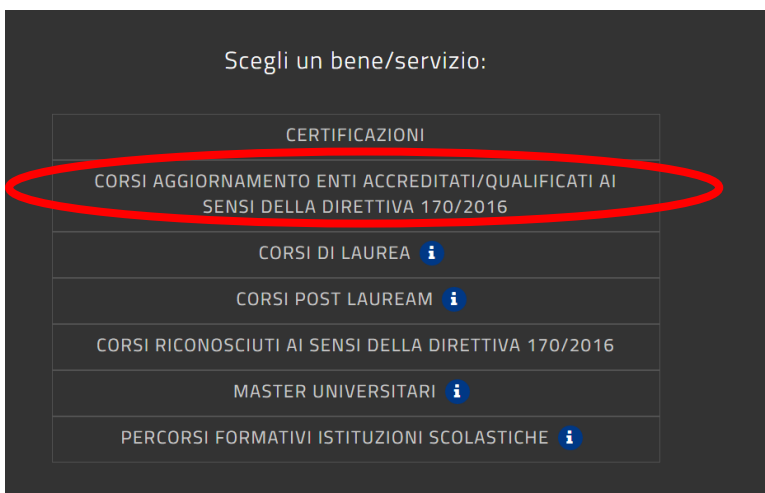 Scegli un bene/servizio:
CERTIFICAZIONI
CORSI AGGIORNAMENTO ENTI ACCREDITATI/QUALIFICATI AI
SENSI DELLA DIRETTIVA 170/2016
CORSI DI LAUREA i
CORSI POST LAUREAM i
CORSI RICONOSCIUTI AI SENSI DELLA DIRETTIVA 170/2016
MASTER UNIVERSITARI i
PERCORSI FORMATIVI ISTITUZIONI SCOLASTICHE i